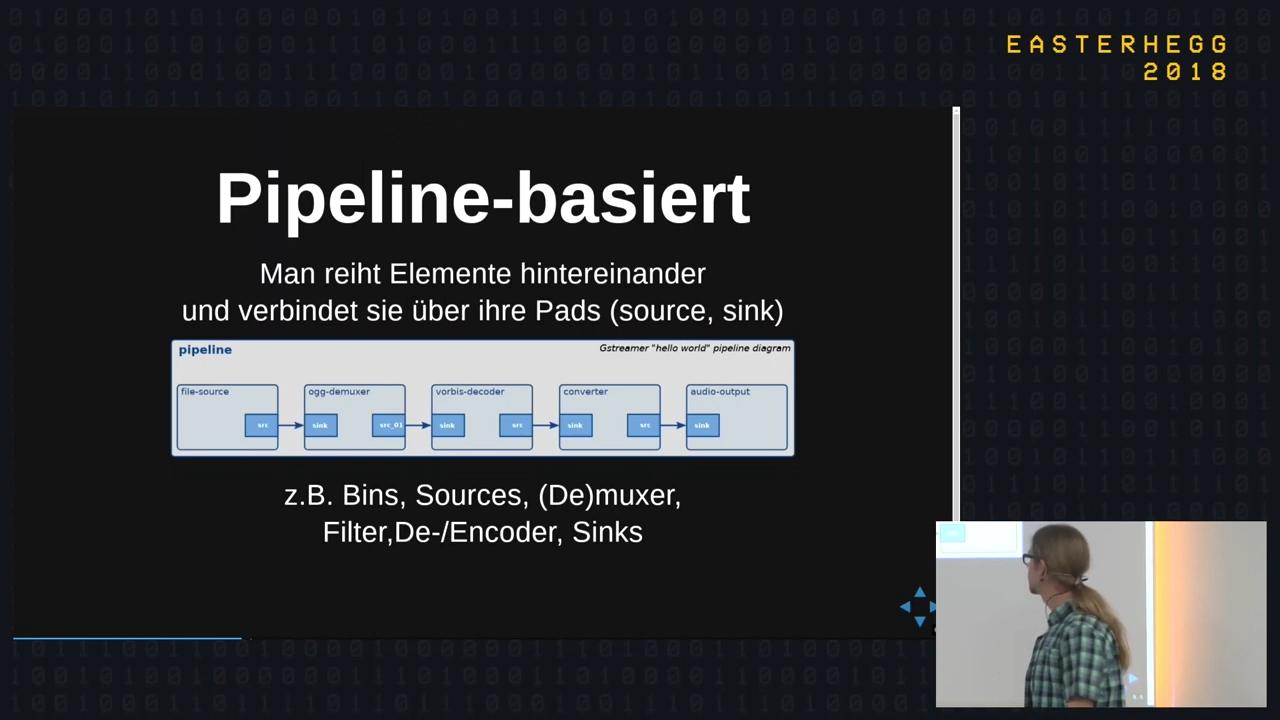 EASTERHEGG
2018
Pipeline-basiert
Man reiht Elemente hintereinander
und verbindet sie über ihre Pads (source, sink)
pipeline
Gstreamer "hello world" pipeline diagram
file-source
ogg-demuxer
vorbis-decoder
converter
audio-output
src
sink
src_01
sink
src
sink
src
sink
z.B. Bins, Sources, (De)muxer,
Filter,De-/Encoder, Sinks